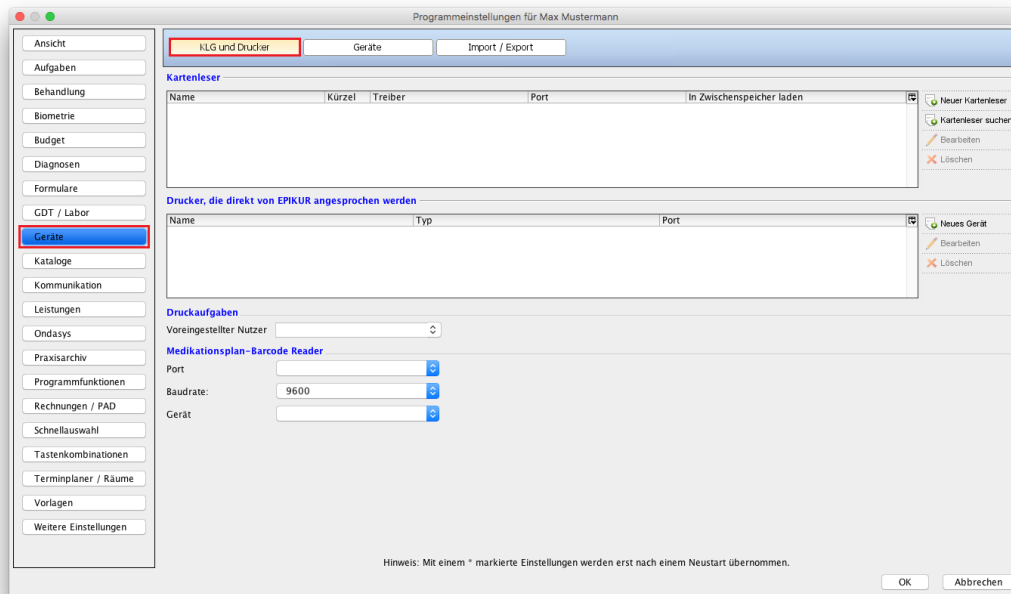 Programmeinstellungen für Max Mustermann
Ansicht
Aufgaben
Behandlung
Biometrie
Budget
Diagnosen
Formulare
GDT / Labor
Geräte
Kataloge
Kommunikation
Leistungen
Ondasys
Praxisarchiv
Programmfunktionen
Rechnungen / PAD
Schnellauswahl
Tastenkombinationen
Terminplaner / Räume
Vorlagen
Weitere Einstellungen
KLG und Drucker Geräte Import / Export
Kartenleser
Name Kürzel Treiber Port In Zwischenspeicher laden
Neuer Kartenleser
Kartenleser suchen
Bearbeiten
Löschen
Drucker, die direkt von EPIKUR angesprochen werden
Name Typ Port
Neues Gerät
Bearbeiten
Löschen
Druckaufgaben
Voreingestellter Nutzer
Medikationsplan-Barcode Reader
Port
Baudrate: 9600
Gerät
Hinweis: Mit einem * markierte Einstellungen werden erst nach einem Neustart übernommen.
OK Abbrechen